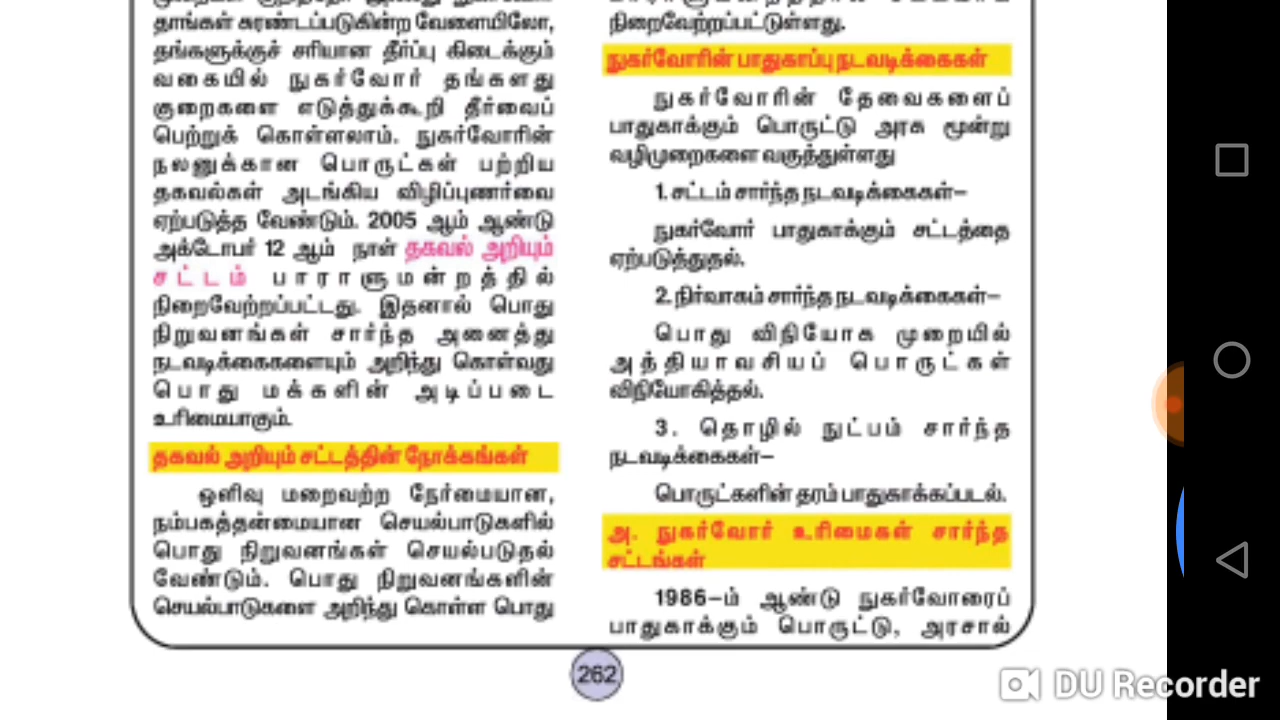 தாங்கள் சுரண்டப்படுகின்ற வேளையிலோ,
தங்களுக்குச் சரியான தீர்ப்பு கிடைக்கும்
வகையில் நுகர்வோர் தங்களது
குறைகளை எடுத்துக்கூறி தீர்வைப்
பெற்றுக் கொள்ளலாம். நுகர்வோரின்
நலனுக்கான பொருட்கள் பற்றிய
தகவல்கள் அடங்கிய விழிப்புணர்வை
ஏற்படுத்த வேண்டும். 2005 ஆம் ஆண்டு
அக்டோபர் 12 ஆம் நாள் தகவல் அறியும்
சட்டம் பாராளுமன்றத்தில்
நிறைவேற்றப்பட்டது. இதனால் பொது
நிறுவனங்கள் சார்ந்த அனைத்து
நடவடிக்கைகளையும் அறிந்து கொள்வது
பொது மக்களின் அடிப்படை
உரிமையாகும்.
தகவல் அறியும் சட்டத்தின் நோக்கங்கள்
ஒளிவு மறைவற்ற நேர்மையான,
நம்பகத்தன்மையான செயல்பாடுகளில்
பொது நிறுவனங்கள் செயல்படுதல்
வேண்டும். பொது நிறுவனங்களின்
செயல்பாடுகளை அறிந்து கொள்ள பொது
நிறைவேற்றப்பட்டுள்ளது.
நுகர்வோரின் பாதுகாப்பு நடவடிக்கைகள்
நுகர்வோரின் தேவைகளைப்
பாதுகாக்கும் பொருட்டு அரசு மூன்று
வழிமுறைகளை வகுத்துள்ளது
1. சட்டம் சார்ந்த நடவடிக்கைகள்–
நுகர்வோர் பாதுகாக்கும் சட்டத்தை
ஏற்படுத்துதல்.
2. நிர்வாகம் சார்ந்த நடவடிக்கைகள்–
பொது விநியோக முறையில்
அத்தியாவசியப் பொருட்கள்
விநியோகித்தல்.
3. தொழில் நுட்பம் சார்ந்த
நடவடிக்கைகள்–
பொருட்களின் தரம் பாதுகாக்கப்படல்.
அ. நுகர்வோர் உரிமைகள் சார்ந்த
சட்டங்கள்
1986–ம் ஆண்டு நுகர்வோரைப்
பாதுகாக்கும் பொருட்டு, அரசால்
262
DU Recorder